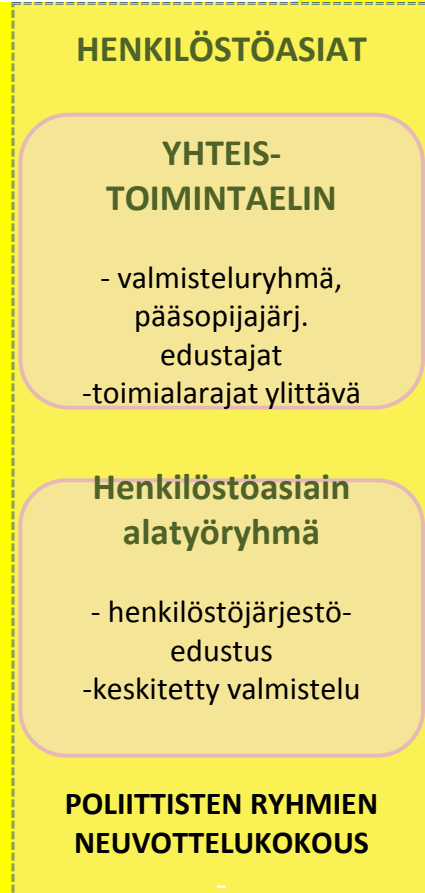 HENKILÖSTÖASIAT
YHTEIS-
TOIMINTAELIN
- valmisteluryhmä,
pääsopijajärj.
edustajat
-toimialarajat ylittävä
Henkilöstöasiain
alatyöryhmä
- henkilöstöjärjestö-
edustus
-keskitetty valmistelu
POLIITTISTEN RYHMIEN
NEUVOTTELUKOKOUS
-